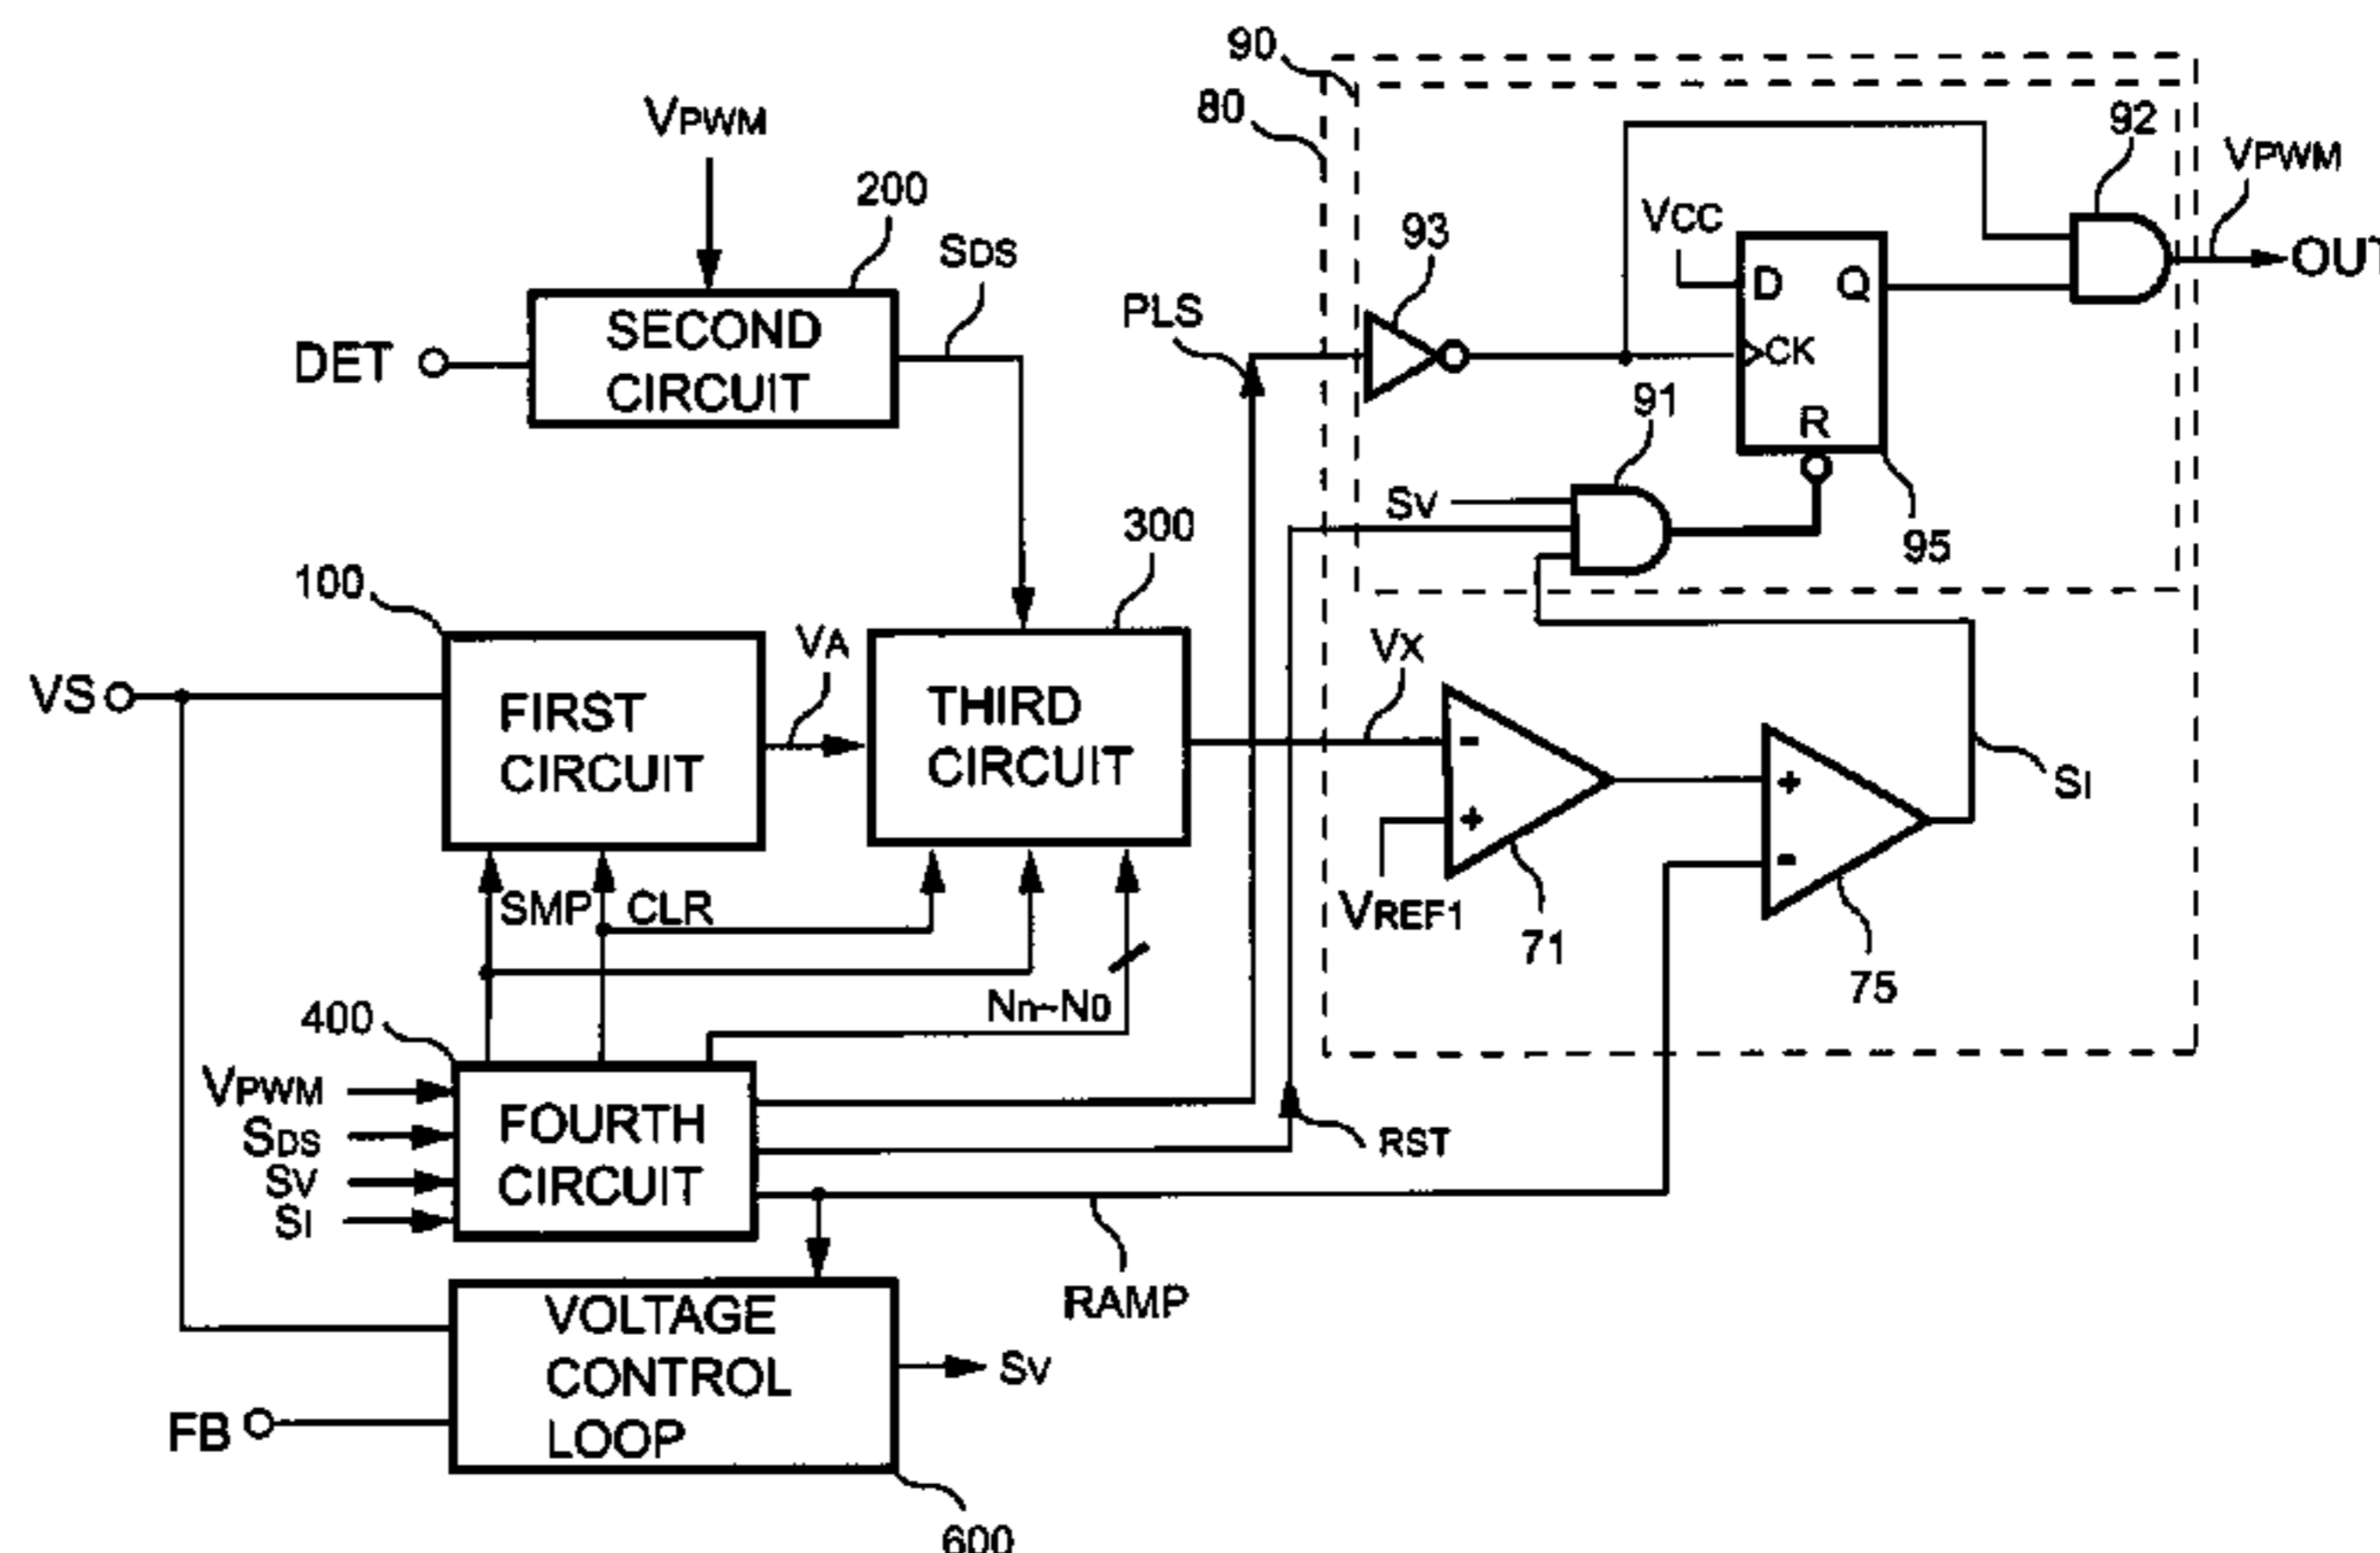 90
80
92
VPWM
VPWM
200
SDS
93
VCC
D
Q
OUT
PLS
SECOND
CIRCUIT
DET
CK
91
R
SV
95
300
100
VA
VX
VS
FIRST
CIRCUIT
THIRD
CIRCUIT
-
+
+
-
SI
VREF1
71
75
SMP
CLR
Nn~N0
400
VPWM
SDS
SV
SI
FOURTH
CIRCUIT
RST
RAMP
VOLTAGE
CONTROL
LOOP
SV
FB
600